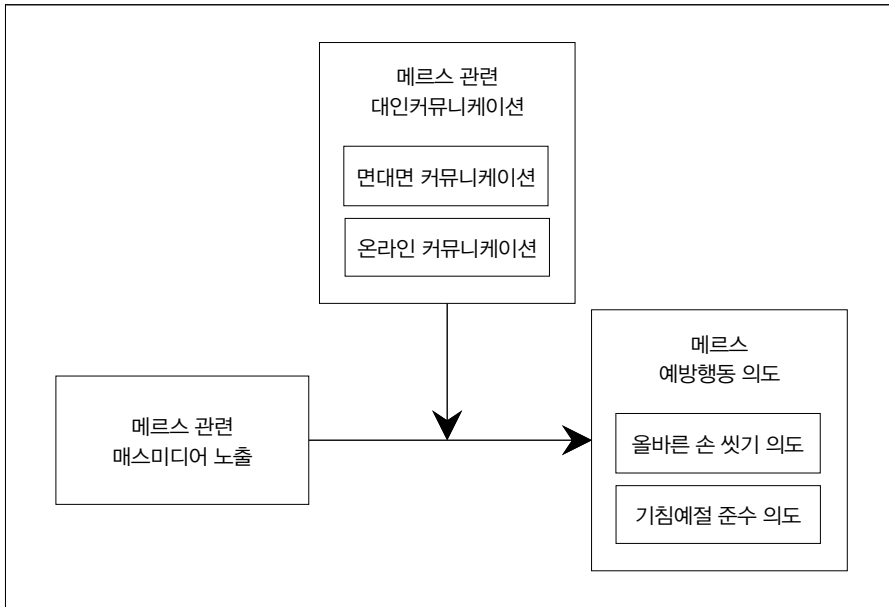 메르스 관련
대인커뮤니케이션
면대면 커뮤니케이션
온라인 커뮤니케이션
메르스
예방행동 의도
메르스 관련
매스미디어 노출
올바른 손 씻기 의도
기침예절 준수 의도